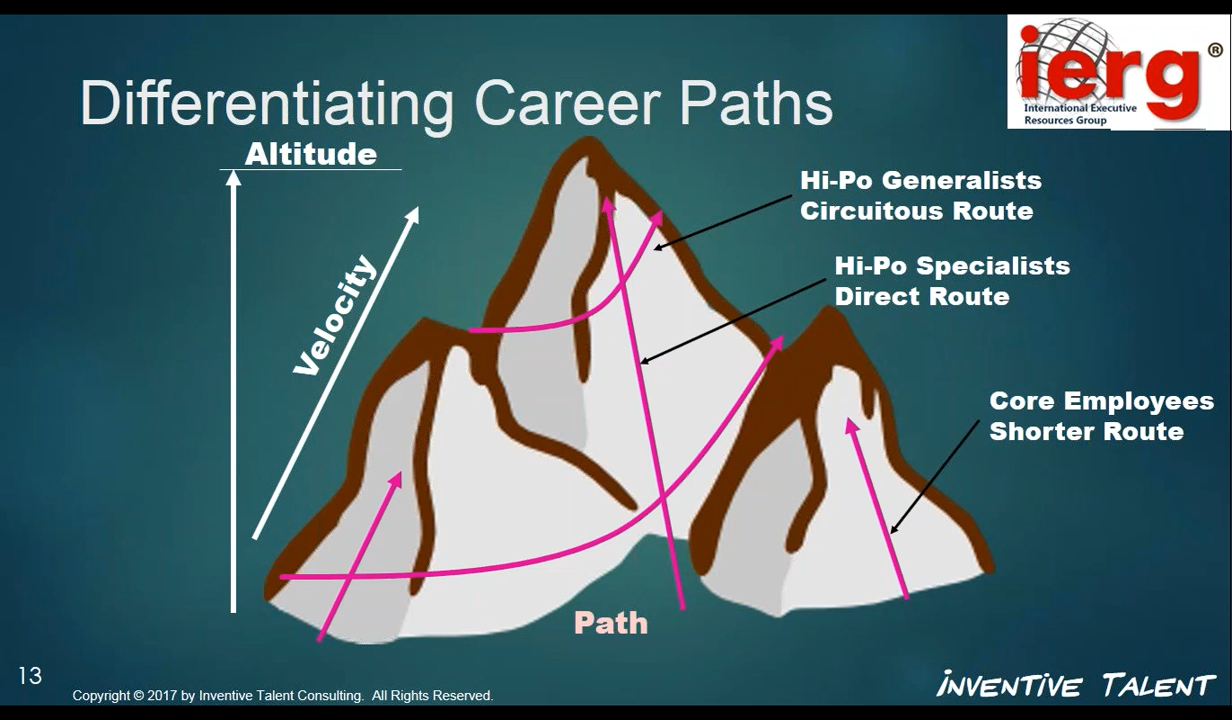 ierg®
International Executive
Resources Group
Differentiating Career Paths
Altitude
Velocity
Hi-Po Generalists
Circuitous Route
Hi-Po Specialists
Direct Route
Core Employees
Shorter Route
Path
13
Copyright © 2017 by Inventive Talent Consulting. All Rights Reserved.
INVENTIVE TALENT